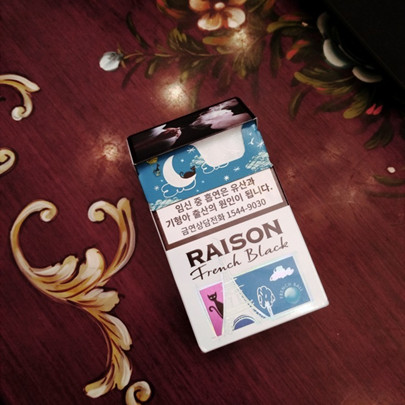 임신 중 흡연은 유산과
기형아 출산의 원인이 됩니다.
금연상담전화 1544-9030
RAISON
French Black